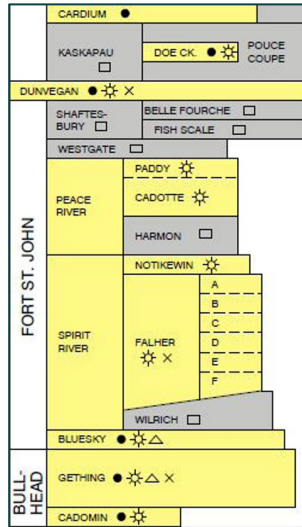 CARDIUM
KASKAPAU
DOE CK.
POUCE
COUPE
DUNVEGAN
SHAFTES-
BURY
BELLE FOURCHE
FISH SCALE
WESTGATE
FORT ST. JOHN
PEACE
RIVER
PADDY
CADOTTE
HARMON
SPIRIT
RIVER
NOTIKEWIN
FALHER
A
B
C
D
E
F
WILRICH
BLUESKY
BULL-
HEAD
GETHING
CADOMIN